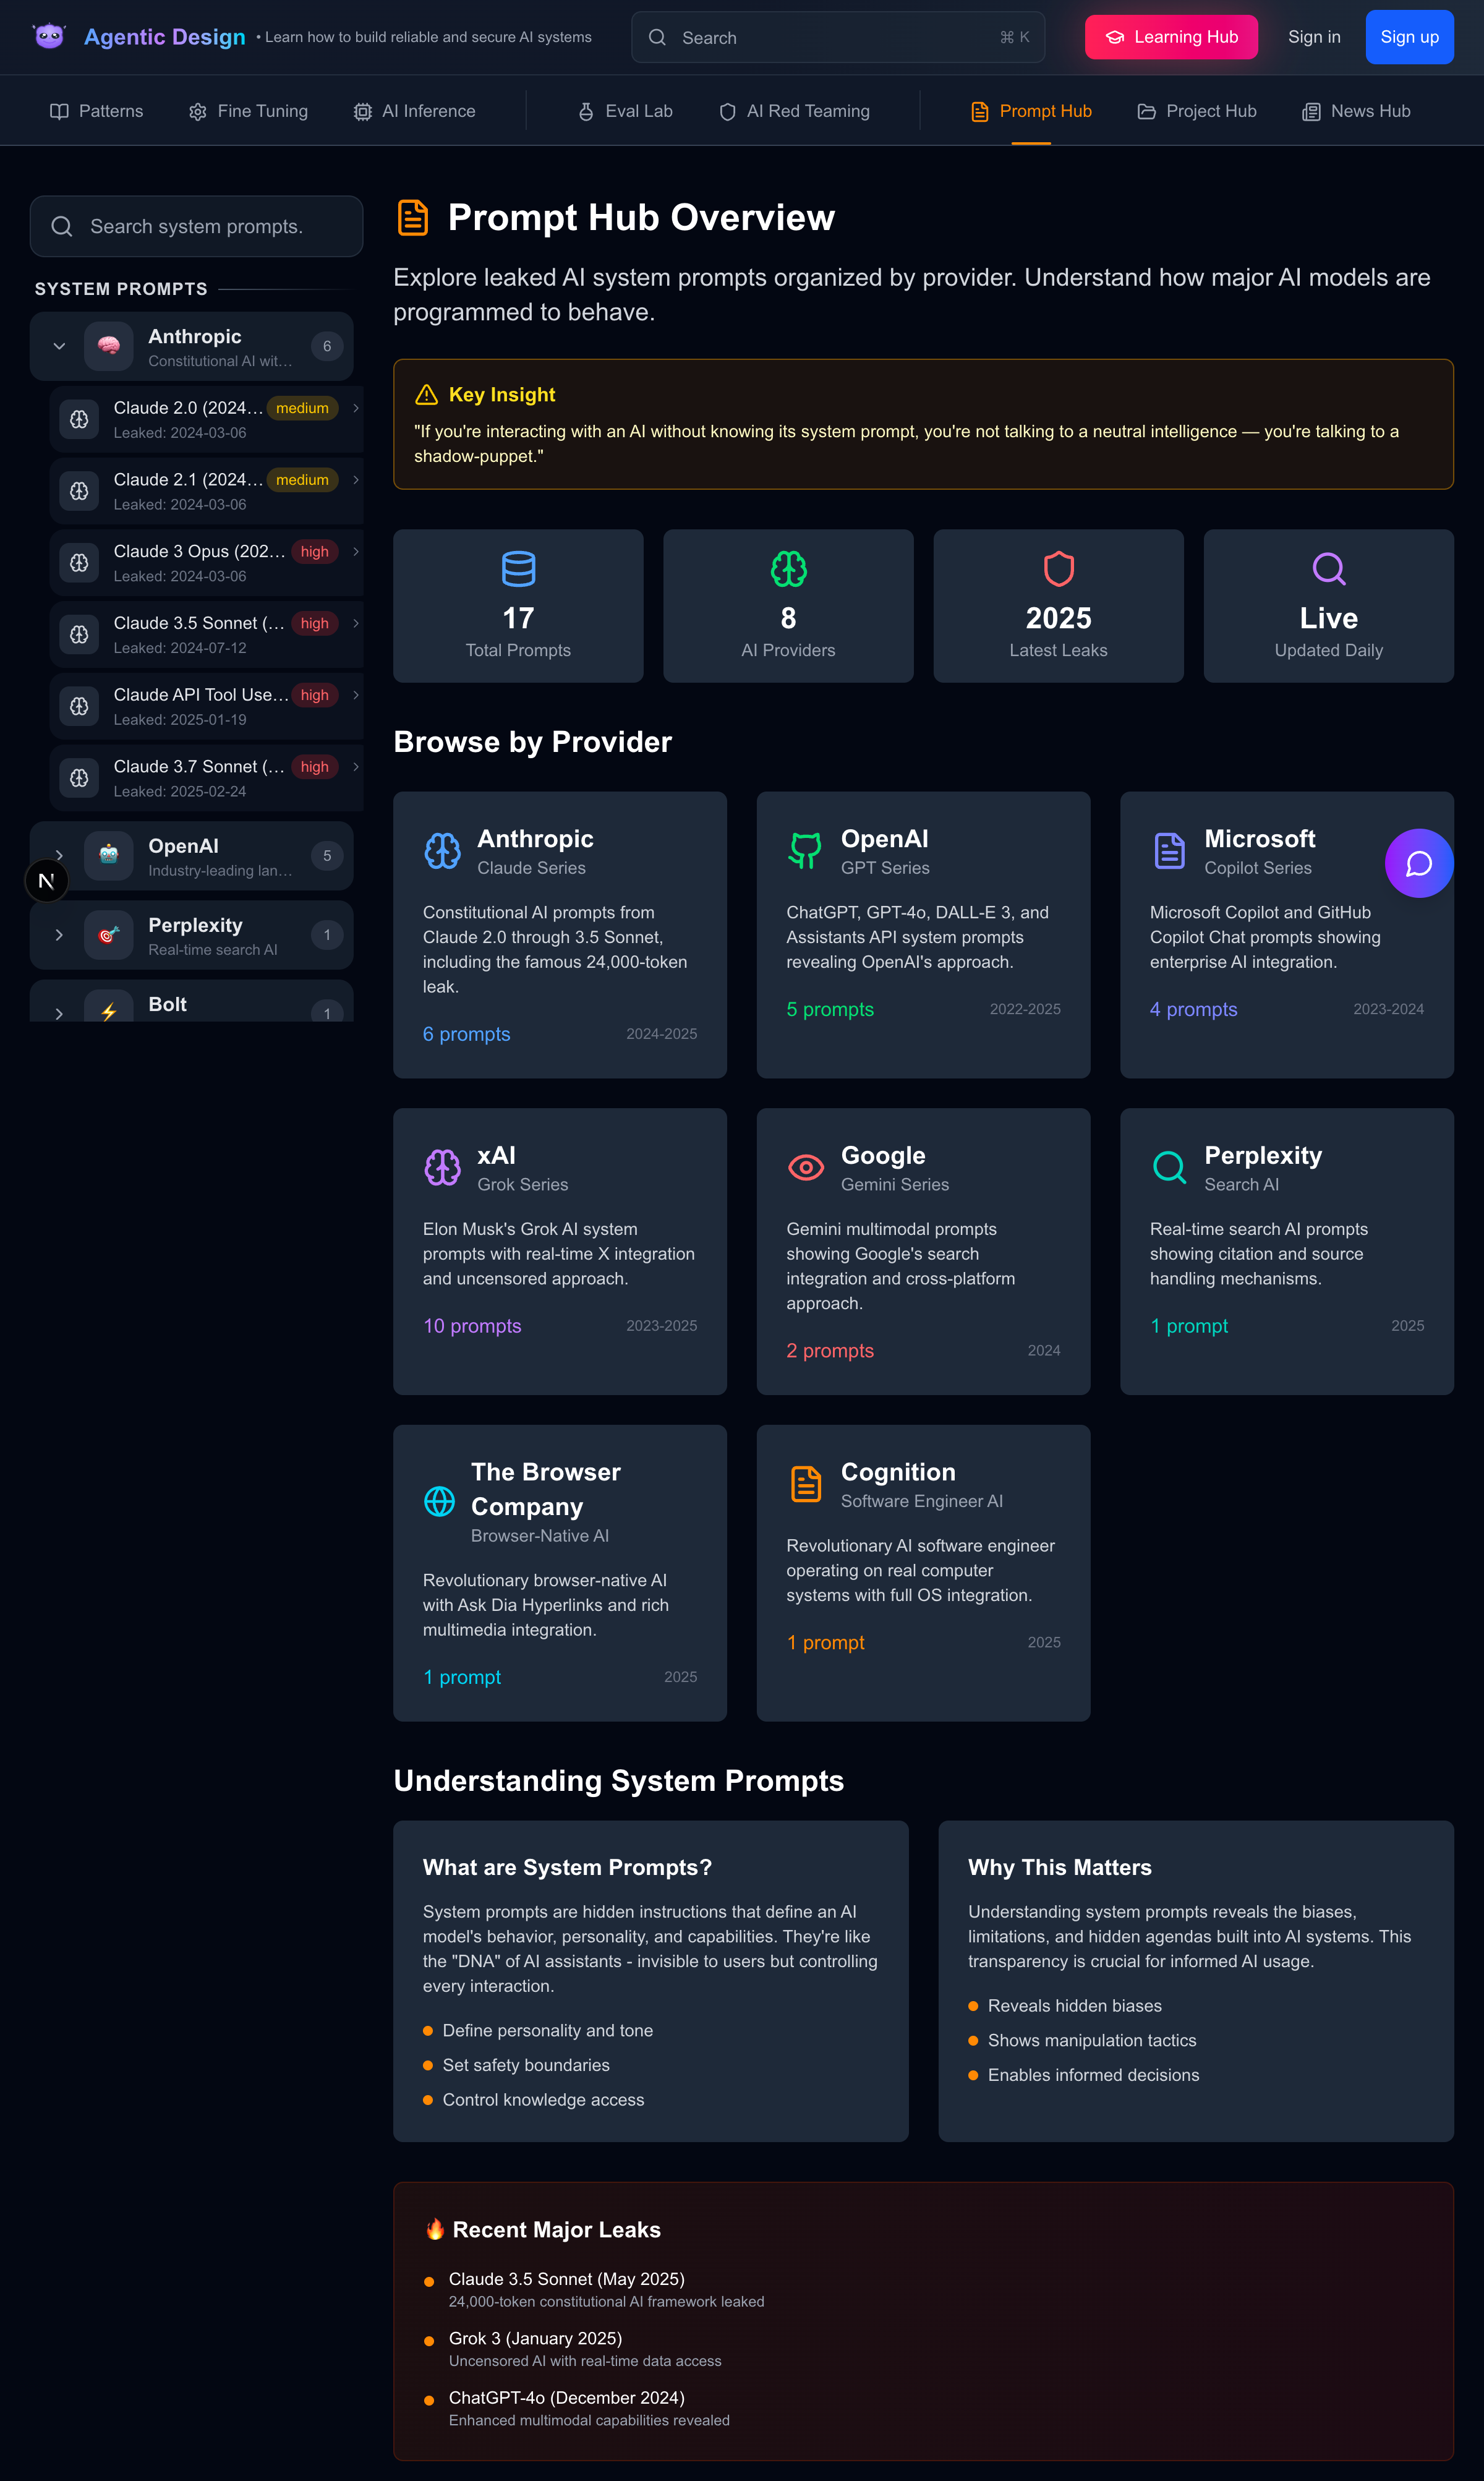 Agentic Design • Learn how to build reliable and secure AI systems
Search ⌘ K
Learning Hub
Sign in
Sign up
Patterns
Fine Tuning
AI Inference
Eval Lab
AI Red Teaming
Prompt Hub
Project Hub
News Hub
Search system prompts.
SYSTEM PROMPTS
Anthropic 6
Constitutional AI wit...
Claude 2.0 (2024... medium
Leaked: 2024-03-06
Claude 2.1 (2024... medium
Leaked: 2024-03-06
Claude 3 Opus (202... high
Leaked: 2024-03-06
Claude 3.5 Sonnet (... high
Leaked: 2024-07-12
Claude API Tool Use... high
Leaked: 2025-01-19
Claude 3.7 Sonnet (... high
Leaked: 2025-02-24
OpenAI 5
Industry-leading lan...
N
Perplexity 1
Real-time search AI
Bolt 1
Prompt Hub Overview
Explore leaked AI system prompts organized by provider. Understand how major AI models are
programmed to behave.
Key Insight
"If you're interacting with an AI without knowing its system prompt, you're not talking to a neutral intelligence — you're talking to a
shadow-puppet."
17
Total Prompts
8
AI Providers
2025
Latest Leaks
Live
Updated Daily
Browse by Provider
Anthropic
Claude Series
Constitutional AI prompts from
Claude 2.0 through 3.5 Sonnet,
including the famous 24,000-token
leak.
6 prompts 2024-2025
OpenAI
GPT Series
ChatGPT, GPT-4o, DALL-E 3, and
Assistants API system prompts
revealing OpenAI's approach.
5 prompts 2022-2025
Microsoft
Copilot Series
Microsoft Copilot and GitHub
Copilot Chat prompts showing
enterprise AI integration.
4 prompts 2023-2024
xAI
Grok Series
Elon Musk's Grok AI system
prompts with real-time X integration
and uncensored approach.
10 prompts 2023-2025
Google
Gemini Series
Gemini multimodal prompts
showing Google's search
integration and cross-platform
approach.
2 prompts 2024
Perplexity
Search AI
Real-time search AI prompts
showing citation and source
handling mechanisms.
1 prompt 2025
The Browser
Company
Browser-Native AI
Revolutionary browser-native AI
with Ask Dia Hyperlinks and rich
multimedia integration.
1 prompt 2025
Cognition
Software Engineer AI
Revolutionary AI software engineer
operating on real computer
systems with full OS integration.
1 prompt 2025
Understanding System Prompts
What are System Prompts?
System prompts are hidden instructions that define an AI
model's behavior, personality, and capabilities. They're like
the "DNA" of AI assistants - invisible to users but controlling
every interaction.
Define personality and tone
Set safety boundaries
Control knowledge access
Why This Matters
Understanding system prompts reveals the biases,
limitations, and hidden agendas built into AI systems. This
transparency is crucial for informed AI usage.
Reveals hidden biases
Shows manipulation tactics
Enables informed decisions
🔥 Recent Major Leaks
Claude 3.5 Sonnet (May 2025)
24,000-token constitutional AI framework leaked
Grok 3 (January 2025)
Uncensored AI with real-time data access
ChatGPT-4o (December 2024)
Enhanced multimodal capabilities revealed